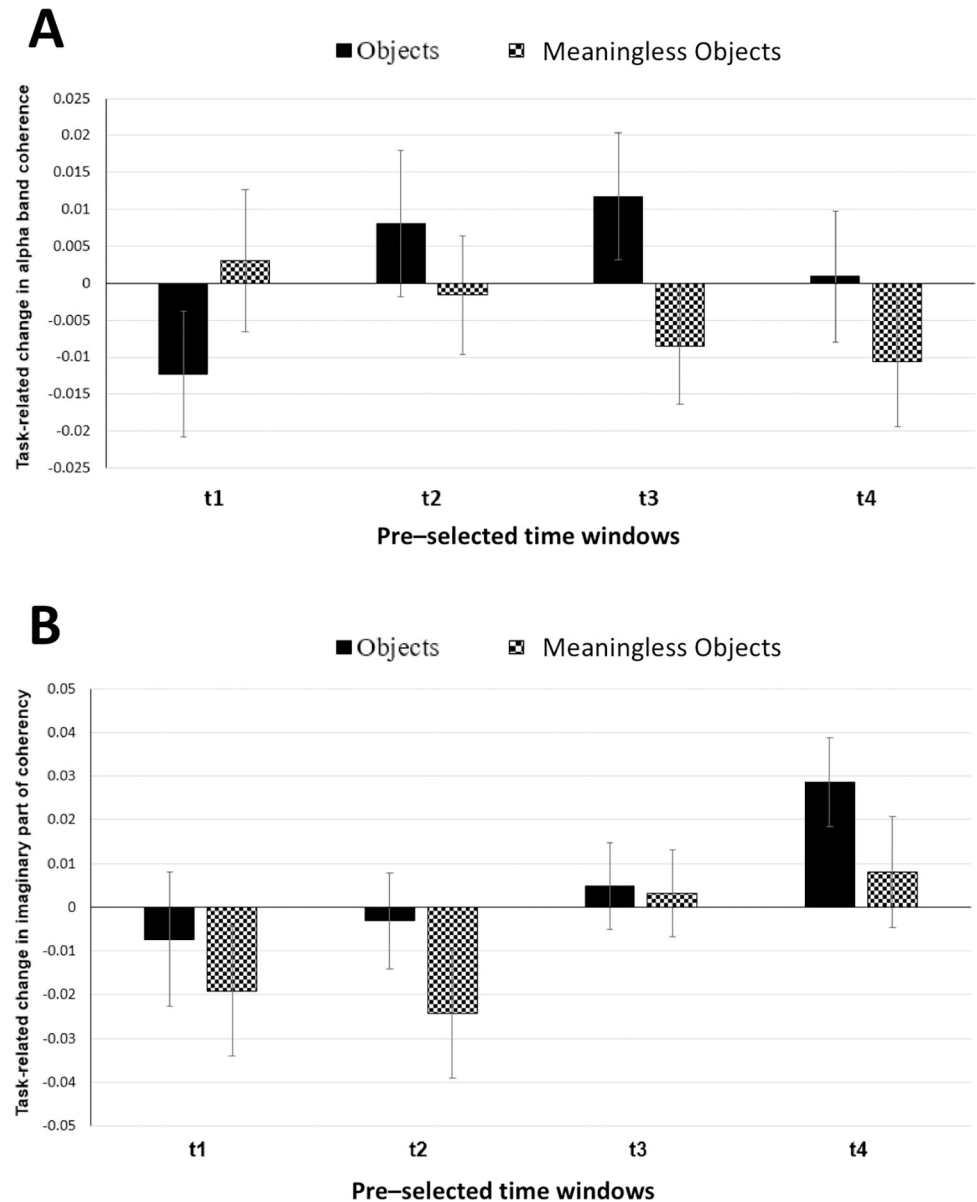 A
Objects Meaningless Objects
Task-related change in alpha band coherence
0.025
0.02
0.015
0.01
0.005
0
-0.005
-0.01
-0.015
-0.02
-0.025
t1 t2 t3 t4
Pre–selected time windows
B
Objects Meaningless Objects
Task-related change in imaginary part of coherency
0.05
0.04
0.03
0.02
0.01
0
-0.01
-0.02
-0.03
-0.04
-0.05
t1 t2 t3 t4
Pre–selected time windows